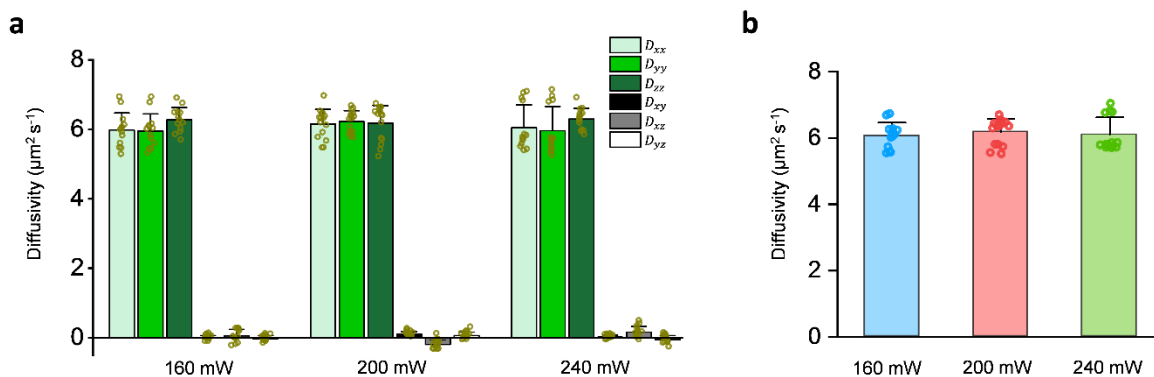 a
Diffusivity (µm² s⁻¹)
8
6
4
2
0
160 mW
200 mW
240 mW
D_xx
D_yy
D_zz
D_xy
D_xz
D_yz
b
Diffusivity (µm² s⁻¹)
8
6
4
2
0
160 mW
200 mW
240 mW